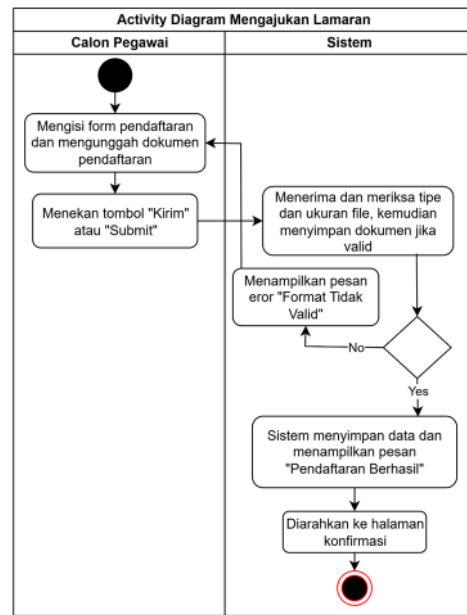 Activity Diagram Mengajukan Lamaran
Calon Pegawai
Sistem
Mengisi form pendaftaran
dan mengunggah dokumen
pendaftaran
Menekan tombol "Kirim"
atau "Submit"
Menerima dan meriksa tipe
dan ukuran file, kemudian
menyimpan dokumen jika
valid
Menampilkan pesan
eror "Format Tidak
Valid"
No
Yes
Sistem menyimpan data dan
menampilkan pesan
"Pendaftaran Berhasil"
Diarahkan ke halaman
konfirmasi